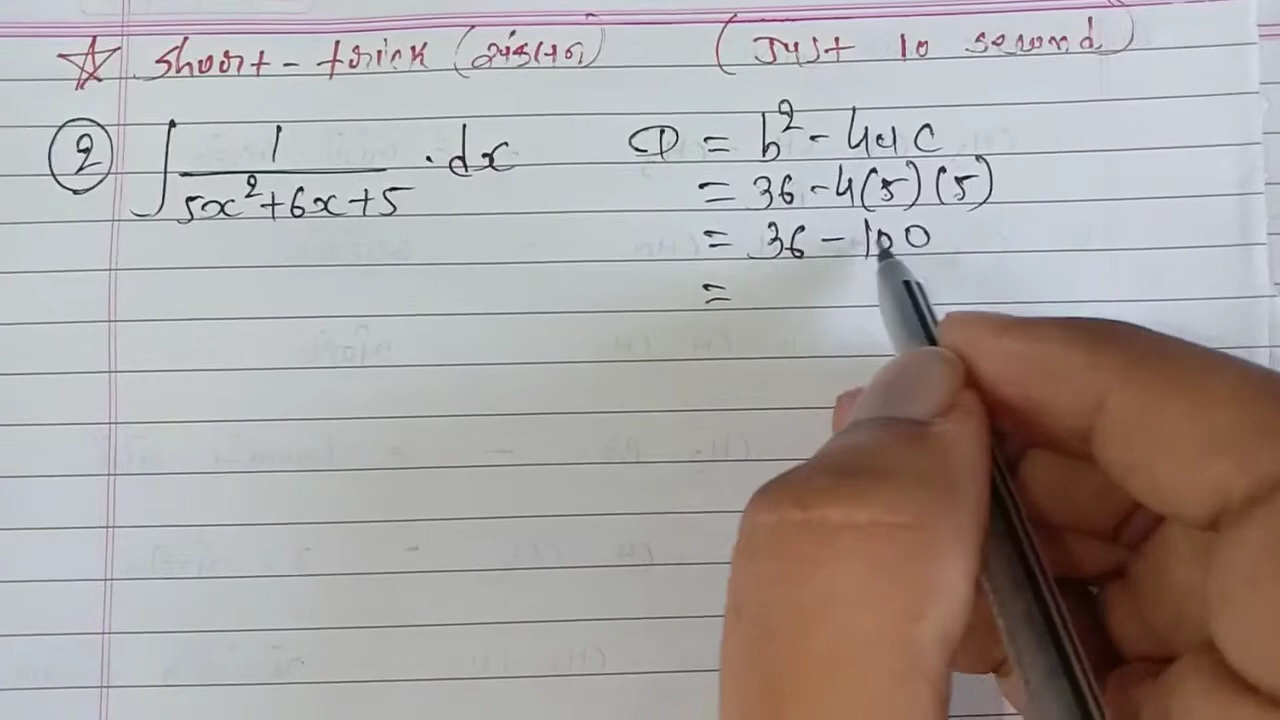 ☆ Short-trick ( (Just 10 second)
② ∫ 1/(5x²+6x+5) .dx
D = b² - 4ac
= 36 - 4(5)(5)
= 36 - 100
=